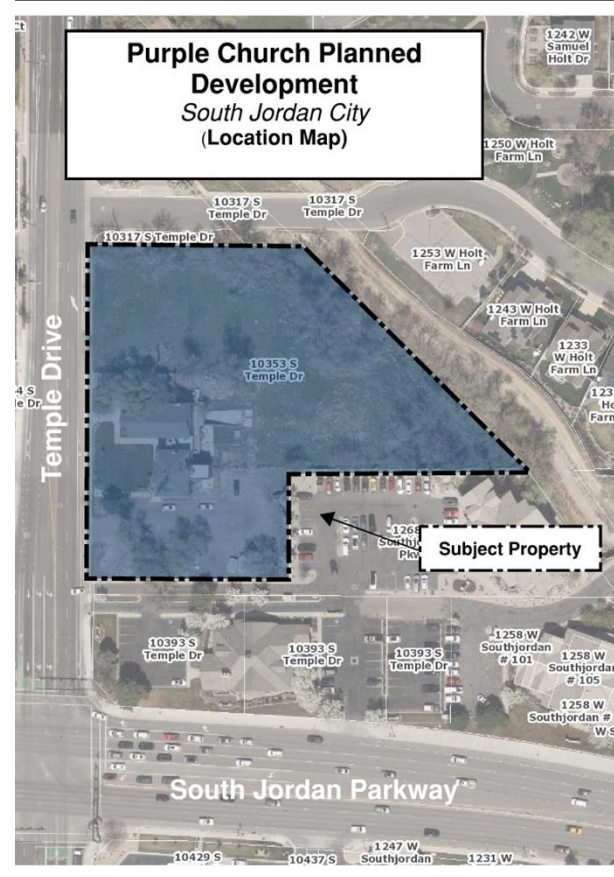 Ct
Purple Church Planned
Development
South Jordan City
(Location Map)
1242 W
Samuel
Holt Dr
1250 W Holt
Farm Ln
10317 S
Temple Dr
10317 S
Temple Dr
10317 S Temple Dr
1253 W Holt
Farm Ln
1243 W Holt
Farm Ln
1233
W Holt
Farm Ln
10353 S
Temple Dr
Temple Drive
Subject Property
10393 S
Temple Dr
10393 S
Temple Dr
10393 S
Temple Dr
1258 W
Southjordan
# 101
1258 W
Southjordan
# 105
1258 W
Southjordan #
South Jordan Parkway
10429 S
10437 S
1247 W
Southjordan
1231 W